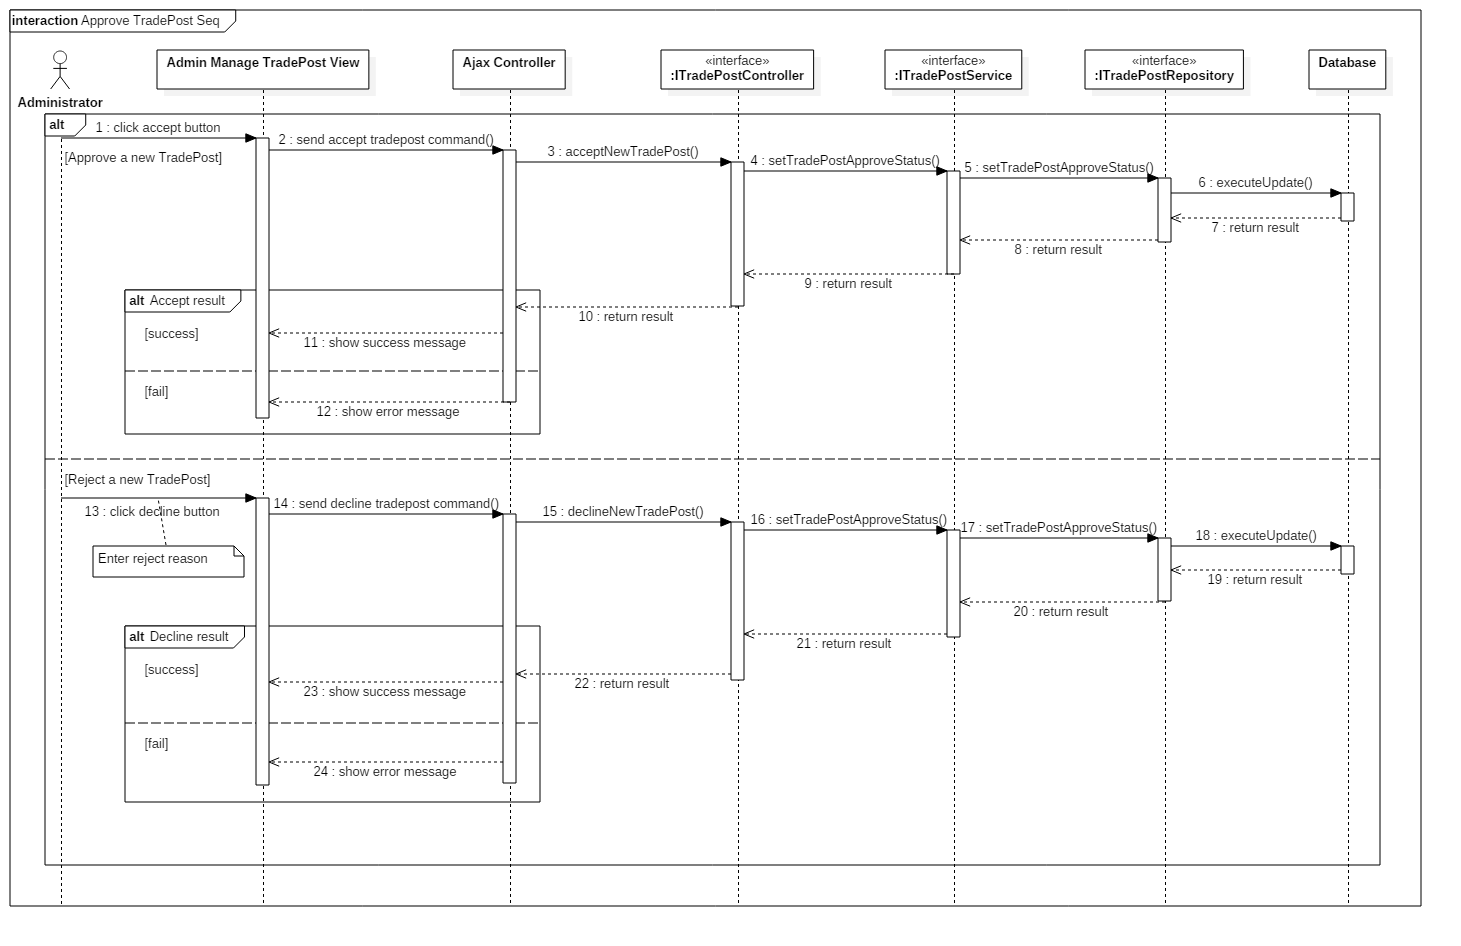 interaction Approve TradePost Seq
Administrator
Admin Manage TradePost View
Ajax Controller
«interface»
:ITradePostController
«interface»
:ITradePostService
«interface»
:ITradePostRepository
Database
alt
1 : click accept button
[Approve a new TradePost]
2 : send accept tradepost command()
3 : acceptNewTradePost()
4 : setTradePostApproveStatus()
5 : setTradePostApproveStatus()
6 : executeUpdate()
7 : return result
8 : return result
9 : return result
10 : return result
alt Accept result
[success]
11 : show success message
[fail]
12 : show error message
[Reject a new TradePost]
13 : click decline button
Enter reject reason
14 : send decline tradepost command()
15 : declineNewTradePost()
16 : setTradePostApproveStatus()
17 : setTradePostApproveStatus()
18 : executeUpdate()
19 : return result
20 : return result
21 : return result
22 : return result
alt Decline result
[success]
23 : show success message
[fail]
24 : show error message